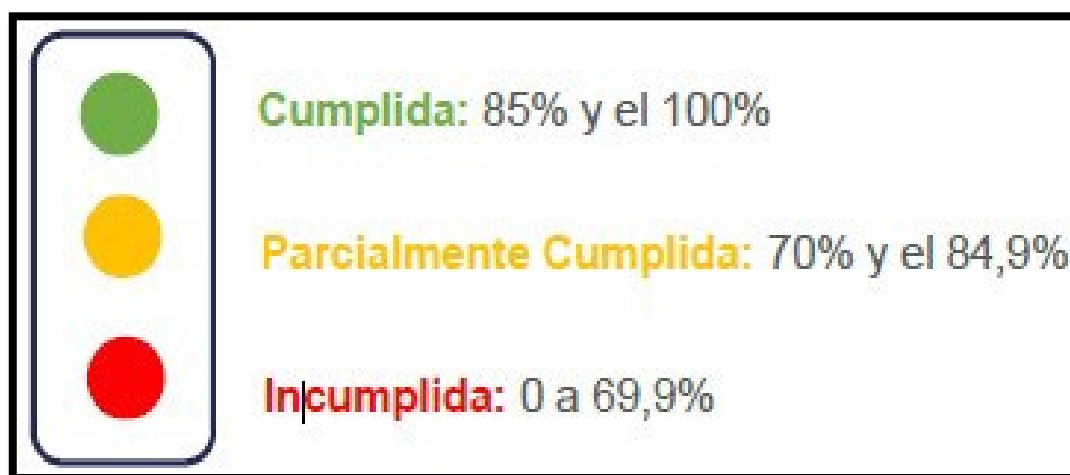 Cumplida: 85% y el 100%
Parcialmente Cumplida: 70% y el 84,9%
Incumplida: 0 a 69,9%